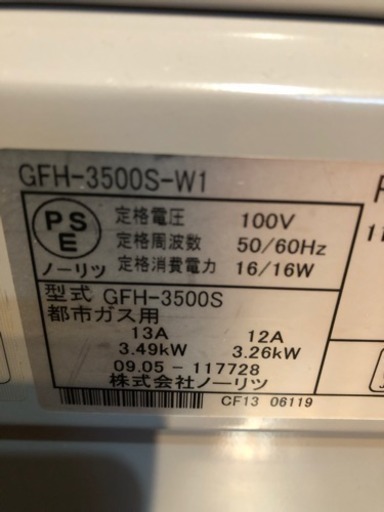 GFH-3500S-W1
PS
E
ノーリツ
定格電圧 100V
定格周波数 50/60Hz
定格消費電力 16/16W
型式 GFH-3500S
都市ガス用
13A 12A
3.49kW 3.26kW
09.05-117728
株式会社ノーリツ
CF13 06119